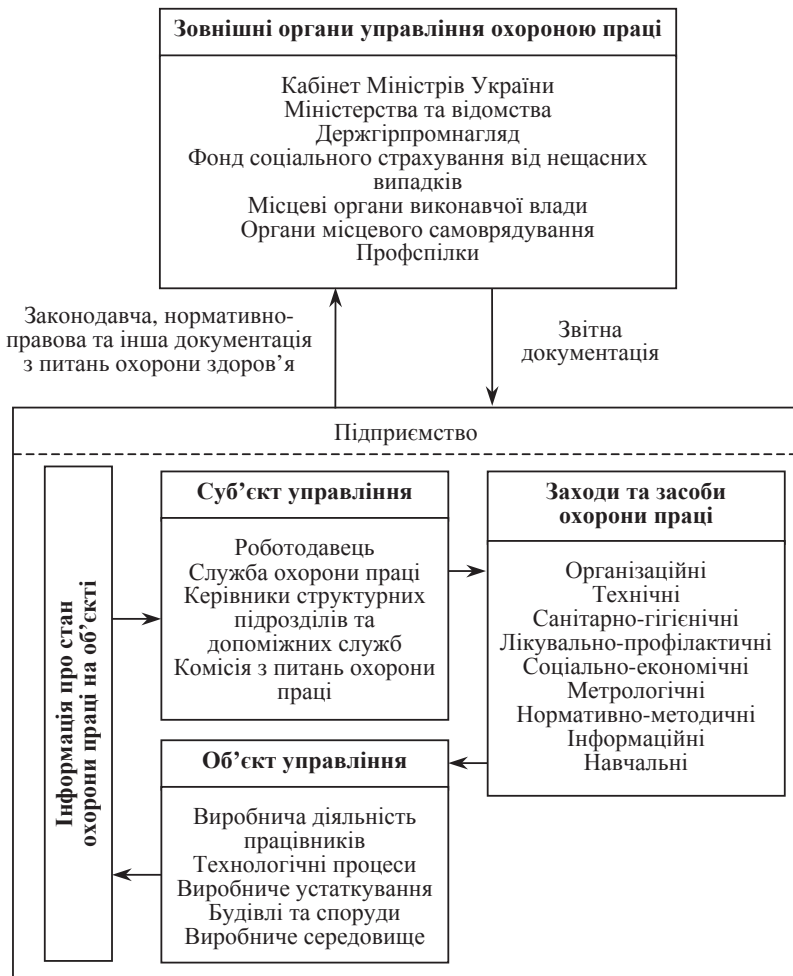 Зовнішні органи управління охороною праці
Кабінет Міністрів України
Міністерства та відомства
Держгірпромнагляд
Фонд соціального страхування від нещасних
випадків
Місцеві органи виконавчої влади
Органи місцевого самоврядування
Профспілки
Законодавча, нормативно-
правова та інша документація
з питань охорони здоров’я
Звітна
документація
Підприємство
Інформація про стан
охорони праці на об’єкті
Суб’єкт управління
Роботодавець
Служба охорони праці
Керівники структурних
підрозділів та
допоміжних служб
Комісія з питань охорони
праці
Заходи та засоби
охорони праці
Організаційні
Технічні
Санітарно-гігієнічні
Лікувально-профілактичні
Соціально-економічні
Метрологічні
Нормативно-методичні
Інформаційні
Навчальні
Об’єкт управління
Виробнича діяльність
працівників
Технологічні процеси
Виробниче устаткування
Будівлі та споруди
Виробниче середовище